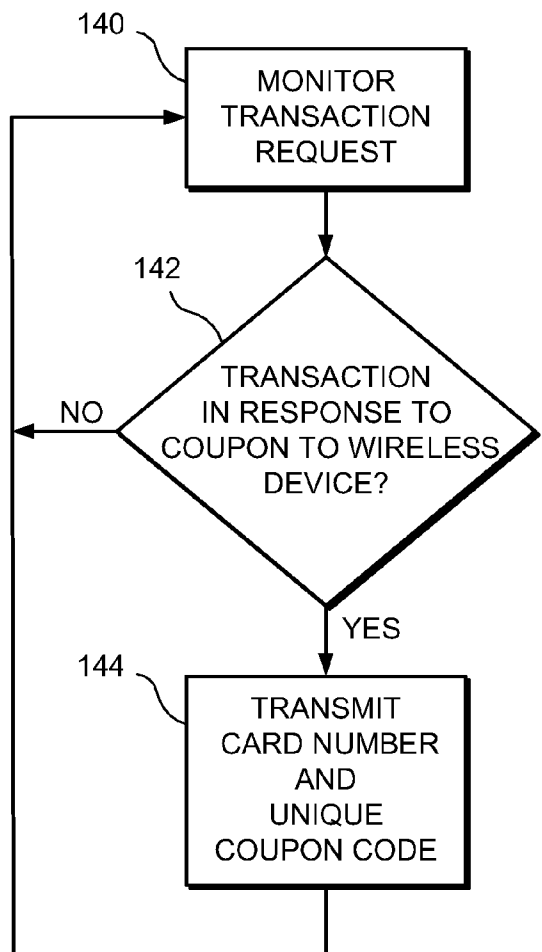 140
MONITOR
TRANSACTION
REQUEST
142
TRANSACTION
IN RESPONSE TO
COUPON TO WIRELESS
DEVICE?
NO
YES
144
TRANSMIT
CARD NUMBER
AND
UNIQUE
COUPON CODE